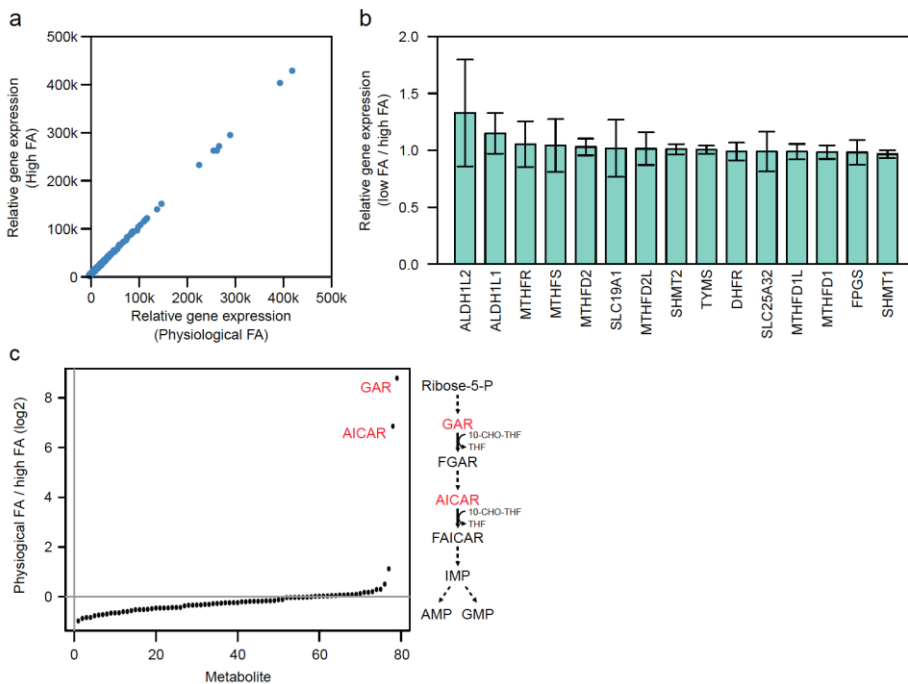 a
500k
400k
300k
200k
100k
0
0
100k
200k
300k
400k
500k
Relative gene expression
(High FA)
Relative gene expression
(Physiological FA)
b
2.0
1.5
1.0
0.5
0.0
Relative gene expression
(low FA / high FA)
ALDH1L2
ALDH1L1
MTHFR
MTHFS
MTHFD2
SLC19A1
MTHFD2L
SHMT2
TYMS
DHFR
SLC25A32
MTHFD1L
MTHFD1
FPGS
SHMT1
c
8
6
4
2
0
-2
0
20
40
60
80
Physiogical FA / high FA (log2)
Metabolite
GAR
AICAR
Ribose-5-P
GAR
10-CHO-THF
THF
FGAR
AICAR
10-CHO-THF
THF
FAICAR
IMP
AMP GMP